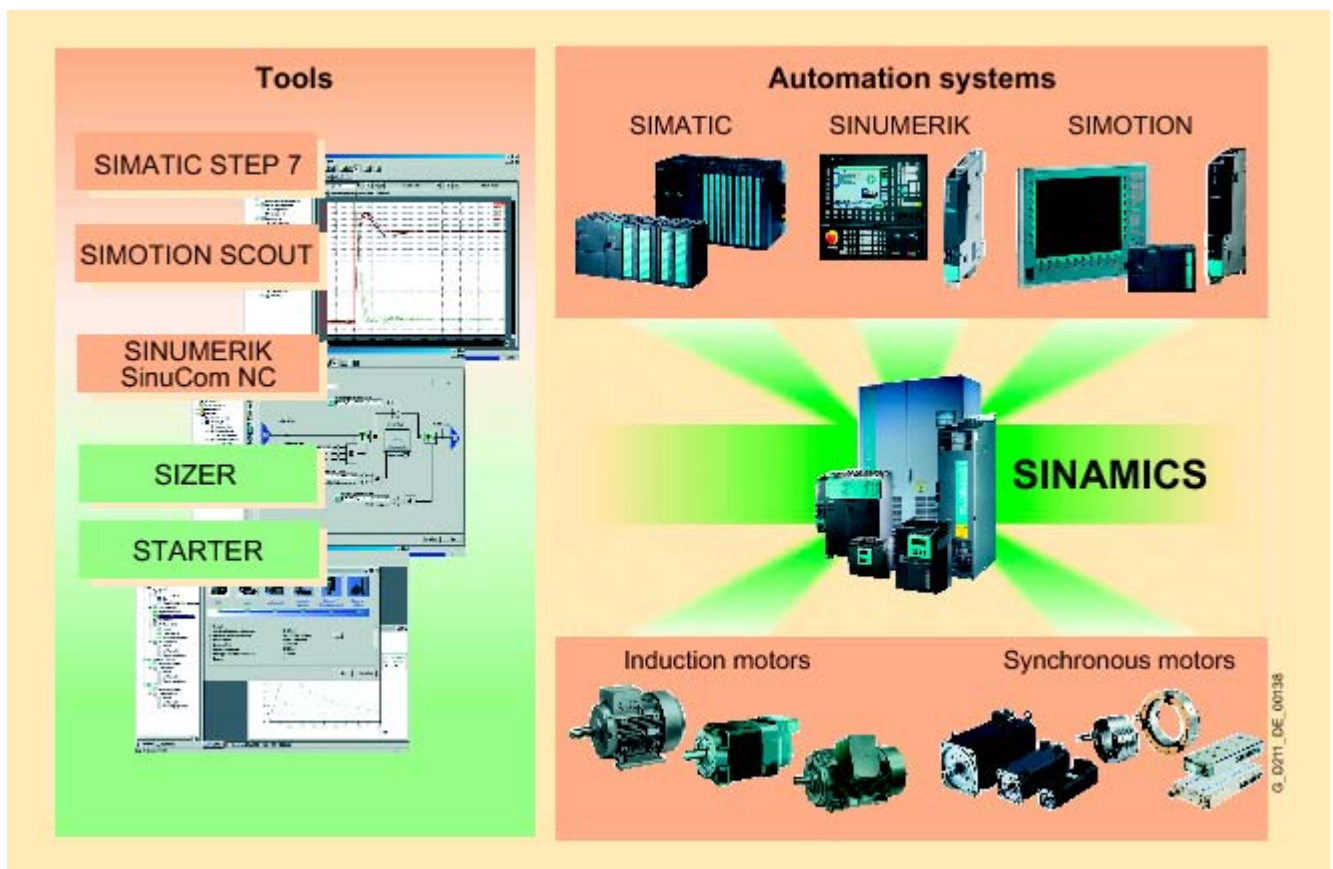 Tools
SIMATIC STEP 7
SIMOTION SCOUT
SINUMERIK
SinuCom NC
SIZER
STARTER
Automation systems
SIMATIC
SINUMERIK
SIMOTION
SINAMICS
Induction motors
Synchronous motors
G_D211_DE_00138